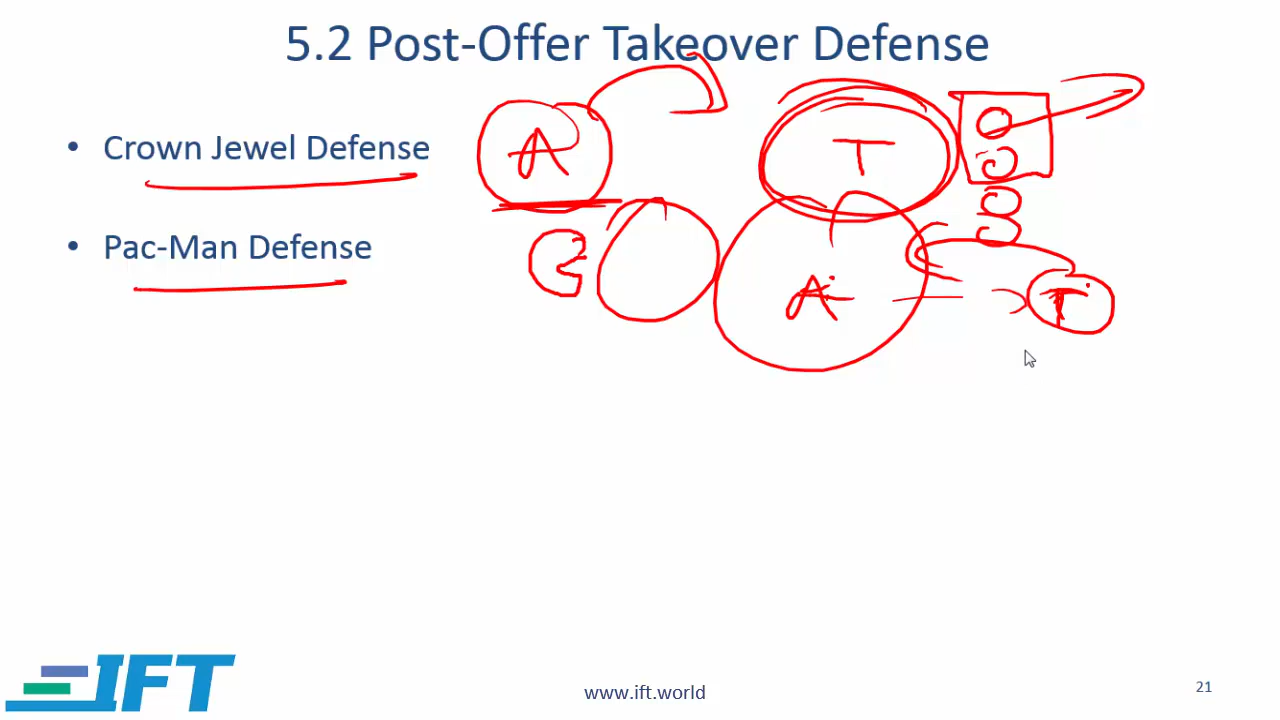 5.2 Post-Offer Takeover Defense
• Crown Jewel Defense
• Pac-Man Defense
A
T
A
T
IFT
www.ift.world
21